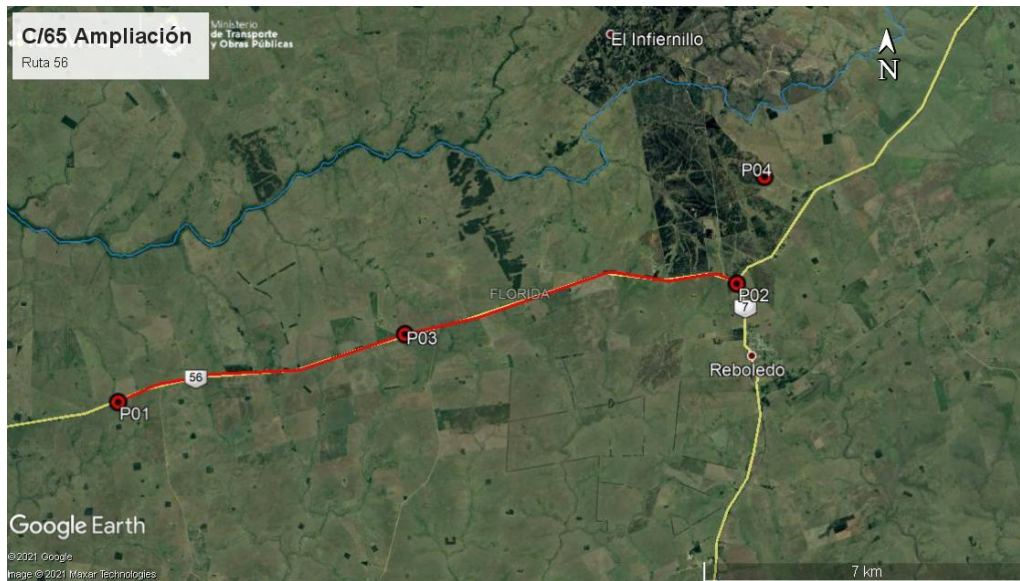 C/65 Ampliación
Ruta 56
Ministerio
de Transporte
y Obras Públicas
El Infiernillo
N
P04
FLORIDA
P02
7
P03
Reboledo
56
P01
Google Earth
©2021 Google
Image © 2021 Maxar Technologies
7 km